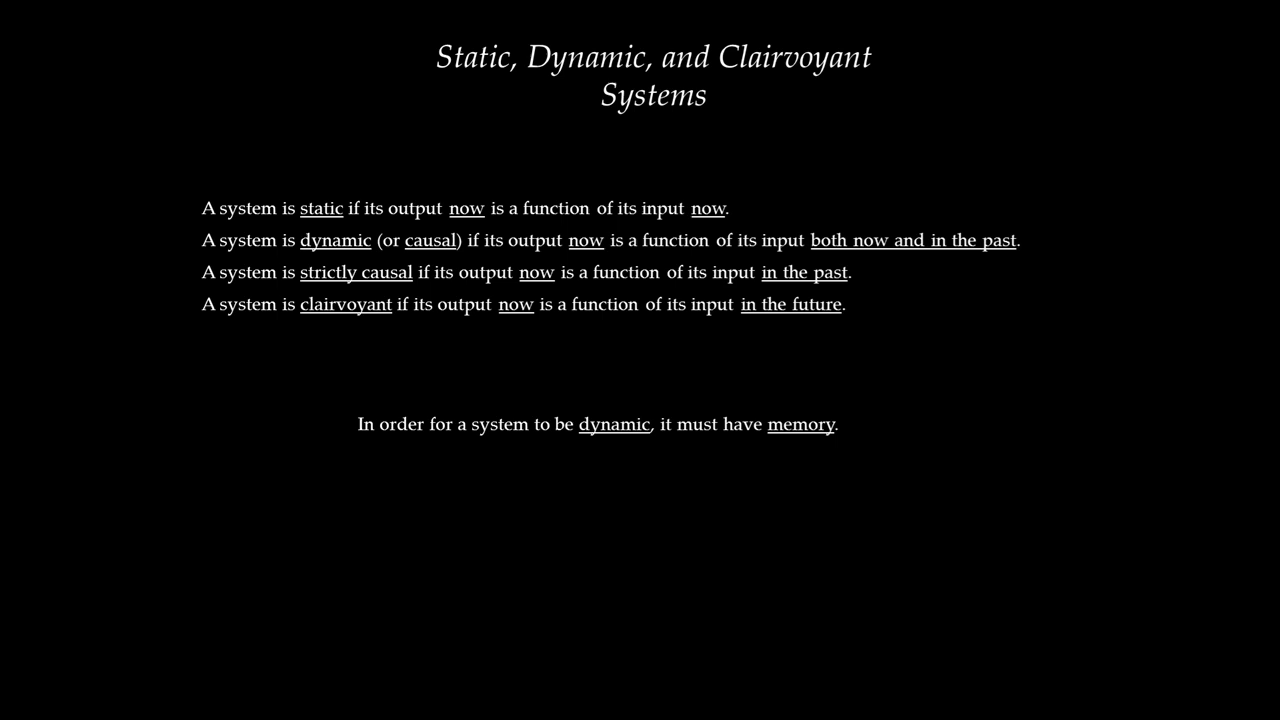 Static, Dynamic, and Clairvoyant
Systems
A system is static if its output now is a function of its input now.
A system is dynamic (or causal) if its output now is a function of its input both now and in the past.
A system is strictly causal if its output now is a function of its input in the past.
A system is clairvoyant if its output now is a function of its input in the future.
In order for a system to be dynamic, it must have memory.